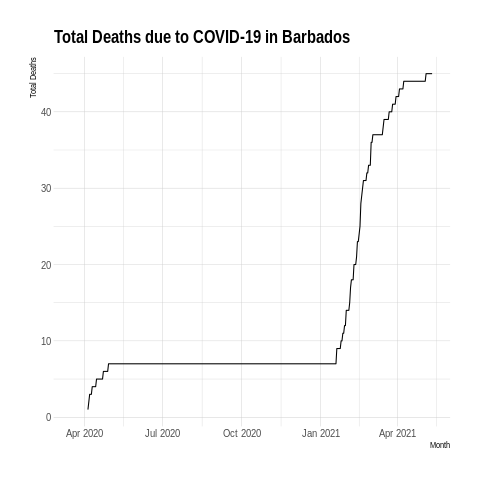 Total Deaths due to COVID-19 in Barbados
Total Deaths
40
30
20
10
0
Apr 2020 Jul 2020 Oct 2020 Jan 2021 Apr 2021
Month